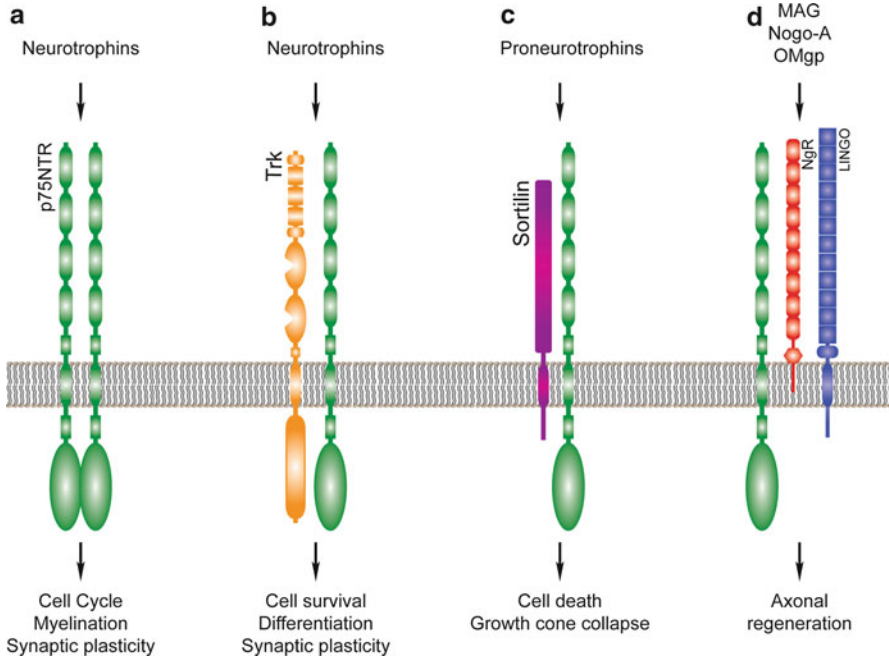 a
Neurotrophins
p75NTR
Cell Cycle
Myelination
Synaptic plasticity
b
Neurotrophins
Trk
Cell survival
Differentiation
Synaptic plasticity
c
Proneurotrophins
Sortilin
Cell death
Growth cone collapse
d
MAG
Nogo-A
OMgp
NgR
LINGO
Axonal
regeneration